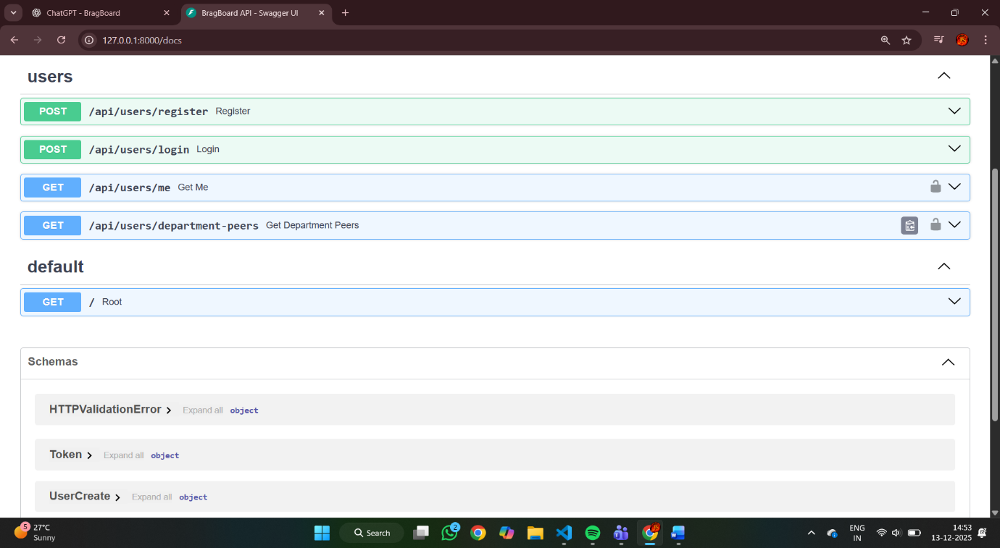 ChatGPT - BragBoard
BragBoard API - Swagger UI
127.0.0.1:8000/docs
users
POST /api/users/register Register
POST /api/users/login Login
GET /api/users/me Get Me
GET /api/users/department-peers Get Department Peers
default
GET / Root
Schemas
HTTPValidationError Expand all object
Token Expand all object
UserCreate Expand all object
5
27°C
Sunny
Search
2
ENG
IN
14:53
13-12-2025